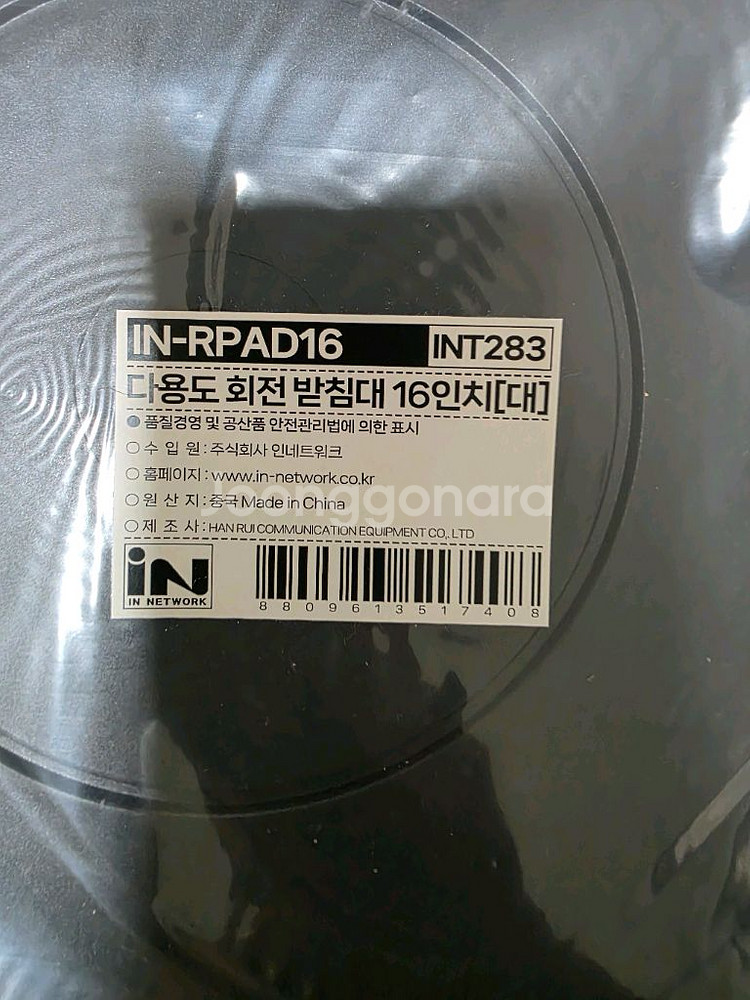 IN-RPAD16
INT283
다용도 회전 받침대 16인치[대]
● 품질경영 및 공산품 안전관리법에 의한 표시
○ 수 입 원 : 주식회사 인네트워크
○ 홈페이지 : www.in-network.co.kr
joonggonara
○ 원 산 지 : 중국 Made in China
○ 제 조 사 : HAN RUI COMMUNICATION EQUIPMENT CO,. LTD
iN
IN NETWORK
8809613517408